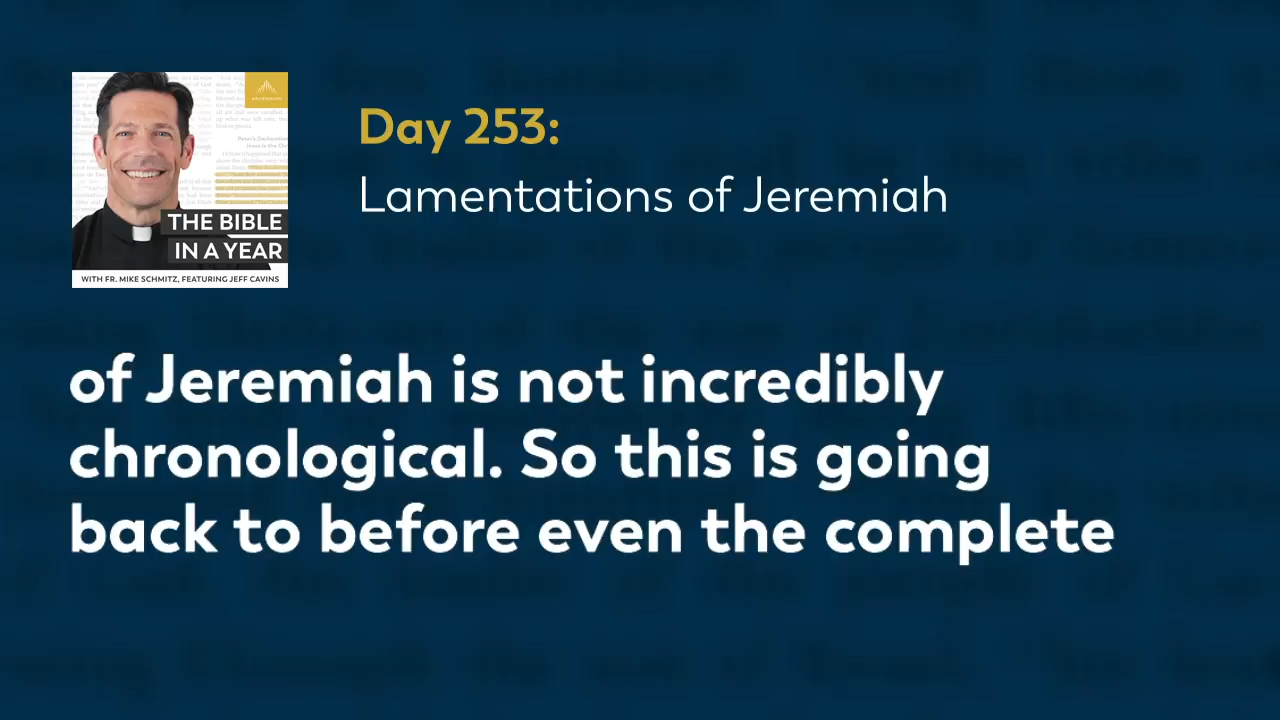 Day 253:
Lamentations of Jeremiah
THE BIBLE
IN A YEAR
WITH FR. MIKE SCHMITZ, FEATURING JEFF CAVINS
of Jeremiah is not incredibly
chronological. So this is going
back to before even the complete